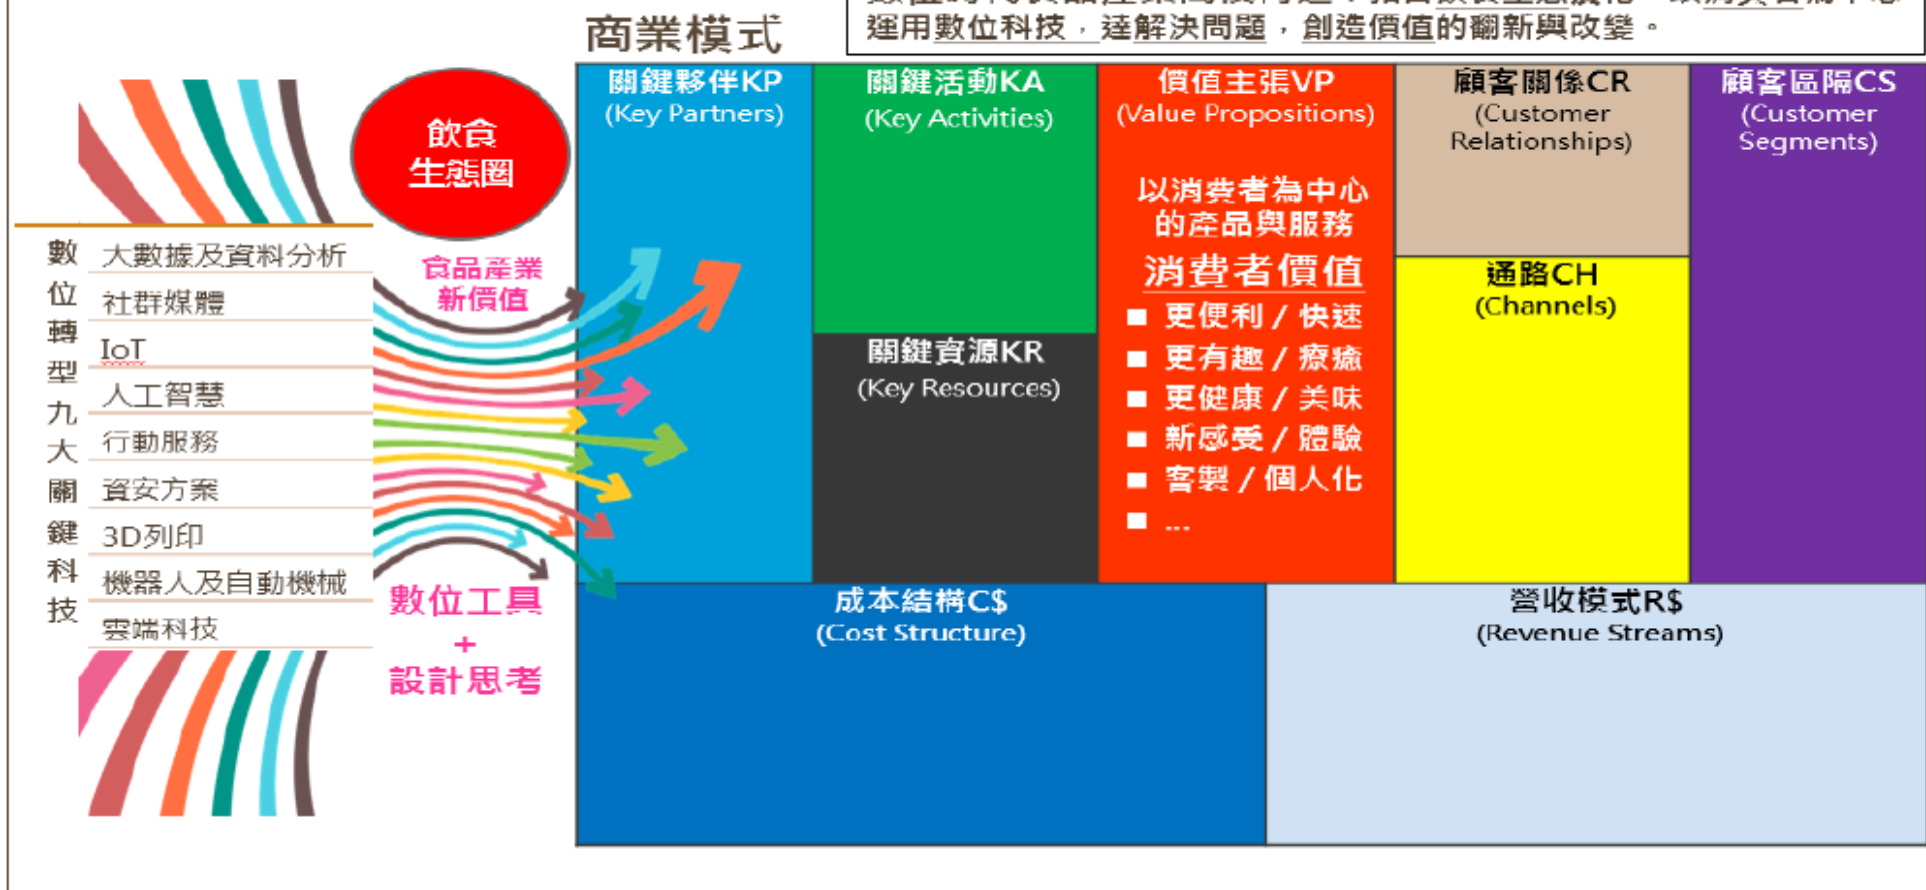 商業模式
運用數位科技，達解決問題，創造價值的翻新與改變。
飲食
生態圈
食品產業
新價值
數位轉型九大關鍵科技
大數據及資料分析
社群媒體
IoT
人工智慧
行動服務
資安方案
3D列印
機器人及自動機械
雲端科技
數位工具
+
設計思考
關鍵夥伴KP
(Key Partners)
關鍵活動KA
(Key Activities)
關鍵資源KR
(Key Resources)
價值主張VP
(Value Propositions)
以消費者為中心
的產品與服務
消費者價值
■ 更便利 / 快速
■ 更有趣 / 療癒
■ 更健康 / 美味
■ 新感受 / 體驗
■ 客製 / 個人化
■ ...
顧客關係CR
(Customer
Relationships)
通路CH
(Channels)
顧客區隔CS
(Customer
Segments)
成本結構C$
(Cost Structure)
營收模式R$
(Revenue Streams)